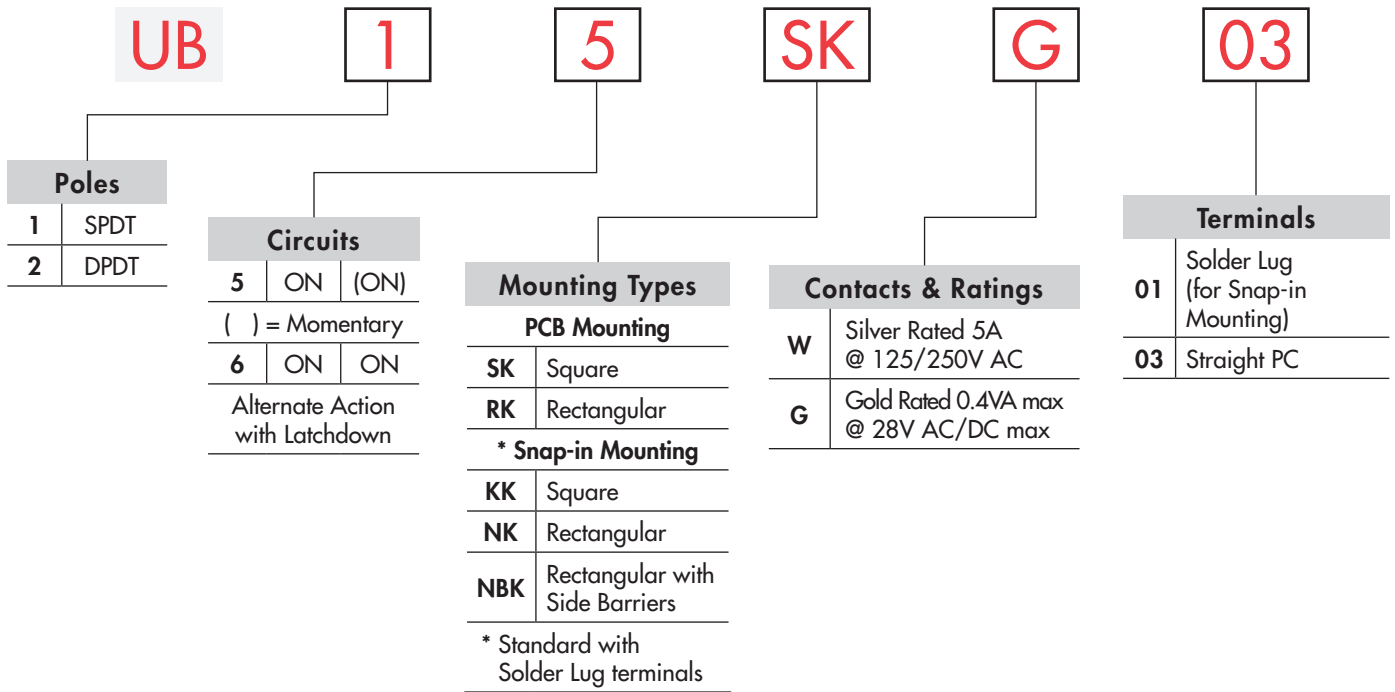 UB 1 5 SK G 03
Poles
1 SPDT
2 DPDT
Circuits
5 ON (ON)
( ) = Momentary
6 ON ON
Alternate Action
with Latchdown
Mounting Types
PCB Mounting
SK Square
RK Rectangular
* Snap-in Mounting
KK Square
NK Rectangular
NBK Rectangular with
Side Barriers
* Standard with
Solder Lug terminals
Contacts & Ratings
W Silver Rated 5A
@ 125/250V AC
G Gold Rated 0.4VA max
@ 28V AC/DC max
Terminals
01 Solder Lug
(for Snap-in
Mounting)
03 Straight PC